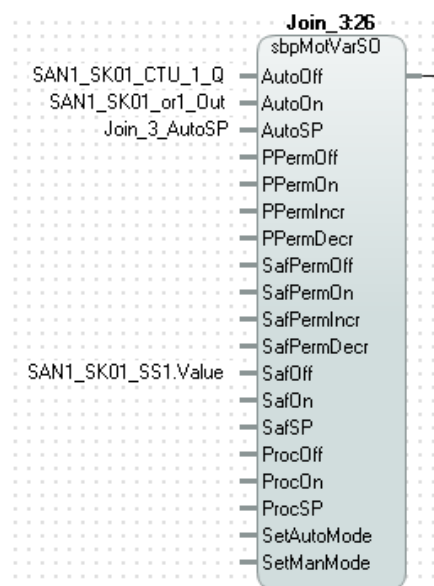 Join_3:26
sbpMotVarSO
SAN1_SK01_CTU_1_Q AutoOff
SAN1_SK01_or1_Out AutoOn
Join_3_AutoSP AutoSP
PPermOff
PPermOn
PPermIncr
PPermDecr
SafPermOff
SafPermOn
SafPermIncr
SafPermDecr
SAN1_SK01_SS1.Value SafOff
SafOn
SafSP
ProcOff
ProcOn
ProcSP
SetAutoMode
SetManMode